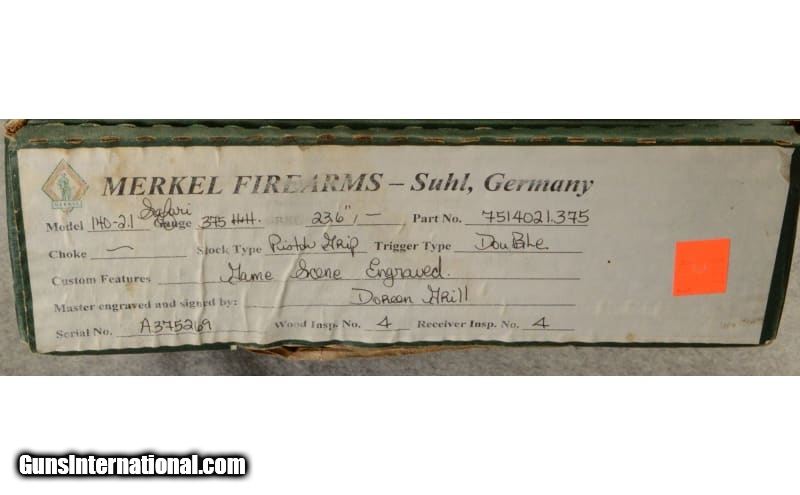 MERKEL FIREARMS – Suhl, Germany
MERKEL
Model 140-2.1 Safari Gauge 375 H+H. 23.6", — Part No. 7514021.375
Choke — Stock Type Pistol Grip Trigger Type Double
Custom Features Game Scene Engraved.
Master engraved and signed by: Doreen Grill
Serial No. A375269 Wood Insp. No. 4 Receiver Insp. No. 4
GunsInternational.com